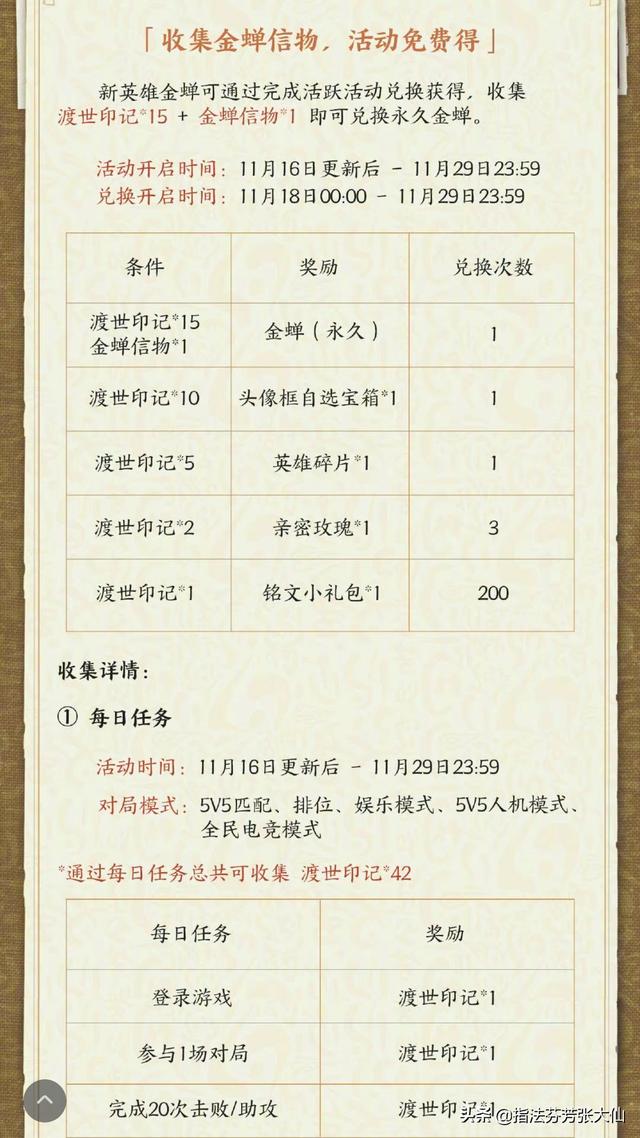 「收集金蝉信物，活动免费得」
新英雄金蝉可通过完成活跃活动兑换获得，收集
渡世印记*15 + 金蝉信物*1 即可兑换永久金蝉。
活动开启时间：11月16日更新后 - 11月29日23:59
兑换开启时间：11月18日00:00 - 11月29日23:59
条件 奖励 兑换次数
渡世印记*15
金蝉信物*1 金蝉（永久） 1
渡世印记*10 头像框自选宝箱*1 1
渡世印记*5 英雄碎片*1 1
渡世印记*2 亲密玫瑰*1 3
渡世印记*1 铭文小礼包*1 200
收集详情：
① 每日任务
活动时间：11月16日更新后 - 11月29日23:59
对局模式：5V5匹配、排位、娱乐模式、5V5人机模式、
全民电竞模式
*通过每日任务总共可收集 渡世印记*42
每日任务 奖励
登录游戏 渡世印记*1
参与1场对局 渡世印记*1
完成20次击败/助攻 渡世印记*1
头条 @指法芬芳张大仙